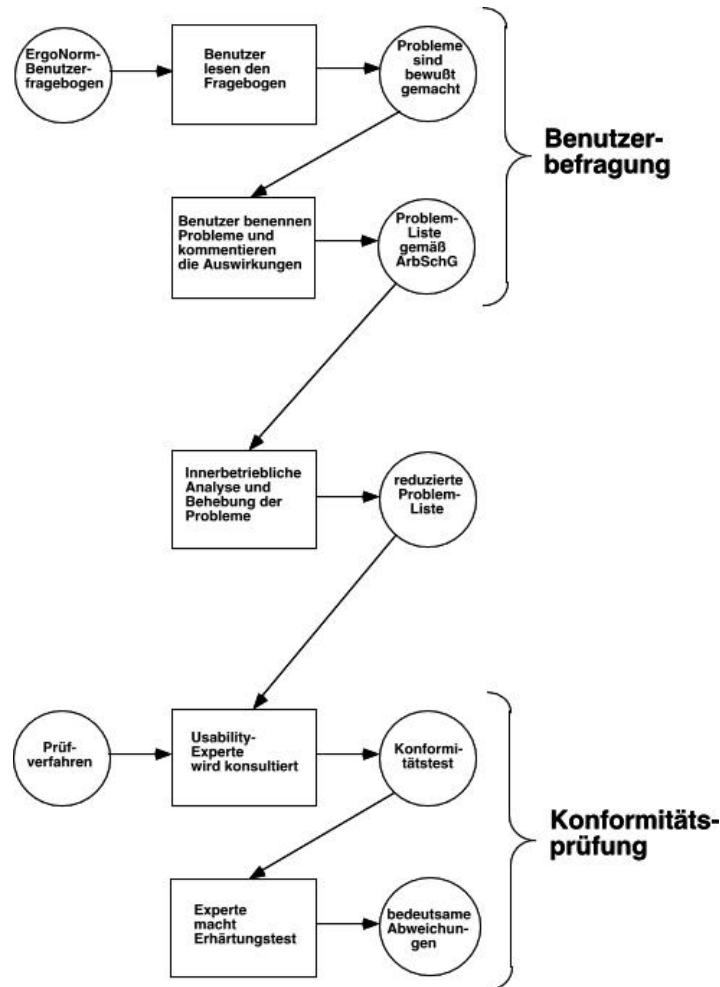 ErgoNorm-
Benutzer-
fragebogen
Benutzer
lesen den
Fragebogen
Probleme
sind
bewußt
gemacht
Benutzer-
befragung
Benutzer benennen
Probleme und
kommentieren
die Auswirkungen
Problem-
Liste
gemäß
ArbSchG
Innerbetriebliche
Analyse und
Behebung der
Probleme
reduzierte
Problem-
Liste
Prüf-
verfahren
Usability-
Experte
wird konsultiert
Konformi-
tätstest
Konformitäts-
prüfung
Experte
macht
Erhärtungstest
bedeutsame
Abweichun-
gen